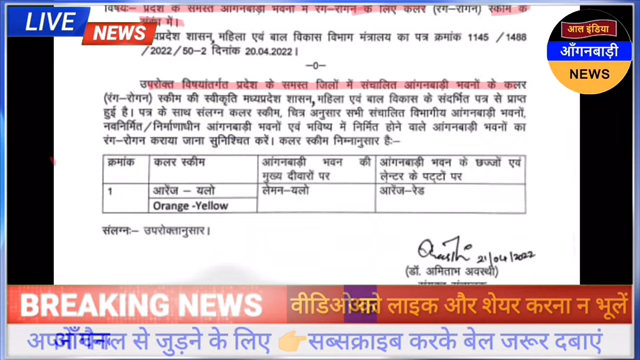 विषयः- प्रदेश के समस्त आंगनबाड़ी भवनों में रंग-रोगन के लिए कलर (रंग-रोगन) स्कीम के
संबंध में।
मध्यप्रदेश शासन, महिला एवं बाल विकास विभाग मंत्रालय का पत्र क्रमांक 1145 / 1488
/2022/50-2 दिनांक 20.04.2022।
LIVE NEWS
आल इंडिया
आँगनबाड़ी
NEWS
—0—
उपरोक्त विषयांतर्गत प्रदेश के समस्त जिलों में संचालित आंगनबाड़ी भवनों के कलर
(रंग-रोगन) स्कीम की स्वीकृति मध्यप्रदेश शासन, महिला एवं बाल विकास के संदर्भित पत्र से प्राप्त
हुई है। पत्र के साथ संलग्न कलर स्कीम, चित्र अनुसार सभी संचालित विभागीय आंगनबाड़ी भवनों,
नवनिर्मित/निर्माणाधीन आंगनबाड़ी भवनों एवं भविष्य में निर्मित होने वाले आंगनबाड़ी भवनों का
रंग-रोगन कराया जाना सुनिश्चित करें। कलर स्कीम निम्नानुसार हैः-
क्रमांक कलर स्कीम आंगनबाड़ी भवन की मुख्य दीवारों पर आंगनबाड़ी भवन के छज्जों एवं लेन्टर के पट्टों पर
1 आरेंज – यलो लेमन-यलो आरेंज-रेड
Orange -Yellow
संलग्नः- उपरोक्तानुसार।
21/04/2022
(डॉ. अमिताभ अवस्थी)
BREAKING NEWS वीडियो को लाइक और शेयर करना न भूलें
से जुड़ने के लिए 👉 सब्सक्राइब करके बेल जरूर दबाएं